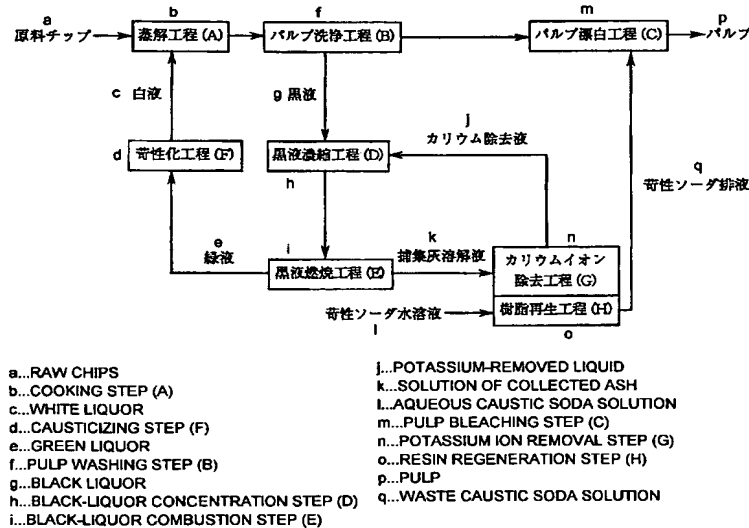 a
原料チップ
b
蒸解工程(A)
f
パルプ洗浄工程(B)
m
パルプ漂白工程(C)
p
パルプ
c 白液
g 黒液
j
カリウム除去液
d 苛性化工程(F)
黒液濃縮工程(D)
h
q
苛性ソーダ排液
e
緑液
i
黒液燃焼工程(E)
k
捕集灰溶解液
n
カリウムイオン
除去工程(G)
苛性ソーダ水溶液
l
樹脂再生工程(H)
o
a...RAW CHIPS
b...COOKING STEP (A)
c...WHITE LIQUOR
d...CAUSTICIZING STEP (F)
e...GREEN LIQUOR
f...PULP WASHING STEP (B)
g...BLACK LIQUOR
h...BLACK-LIQUOR CONCENTRATION STEP (D)
i...BLACK-LIQUOR COMBUSTION STEP (E)
j...POTASSIUM-REMOVED LIQUID
k...SOLUTION OF COLLECTED ASH
l...AQUEOUS CAUSTIC SODA SOLUTION
m...PULP BLEACHING STEP (C)
n...POTASSIUM ION REMOVAL STEP (G)
o...RESIN REGENERATION STEP (H)
p...PULP
q...WASTE CAUSTIC SODA SOLUTION